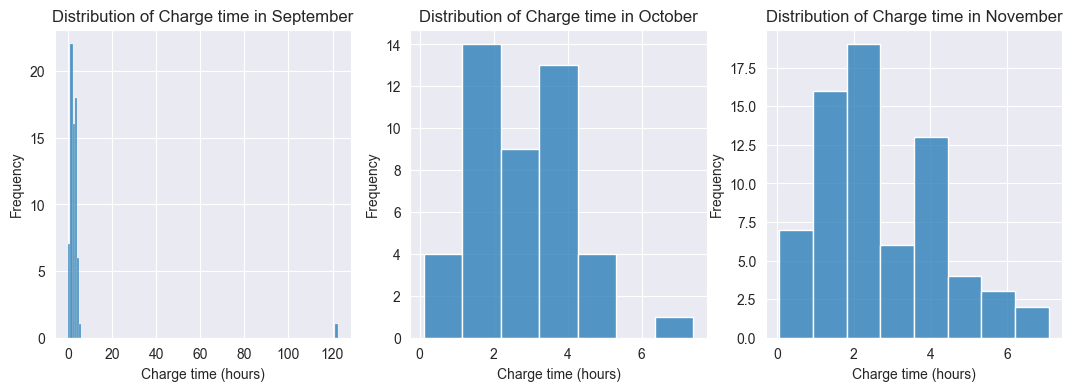 Distribution of Charge time in September
Frequency
20
15
10
5
0
0 20 40 60 80 100 120
Charge time (hours)
Distribution of Charge time in October
Frequency
14
12
10
8
6
4
2
0
0 2 4 6
Charge time (hours)
Distribution of Charge time in November
Frequency
17.5
15.0
12.5
10.0
7.5
5.0
2.5
0.0
0 2 4 6
Charge time (hours)